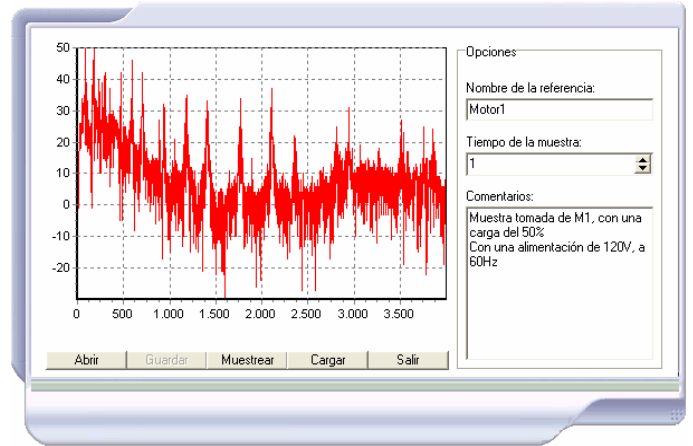 50
40
30
20
10
0
-10
-20
0 500 1.000 1.500 2.000 2.500 3.000 3.500
Abrir Guardar Muestrear Cargar Salir
Opciones
Nombre de la referencia:
Motor1
Tiempo de la muestra:
1
Comentarios:
Muestra tomada de M1, con una
carga del 50%
Con una alimentación de 120V, a
60Hz